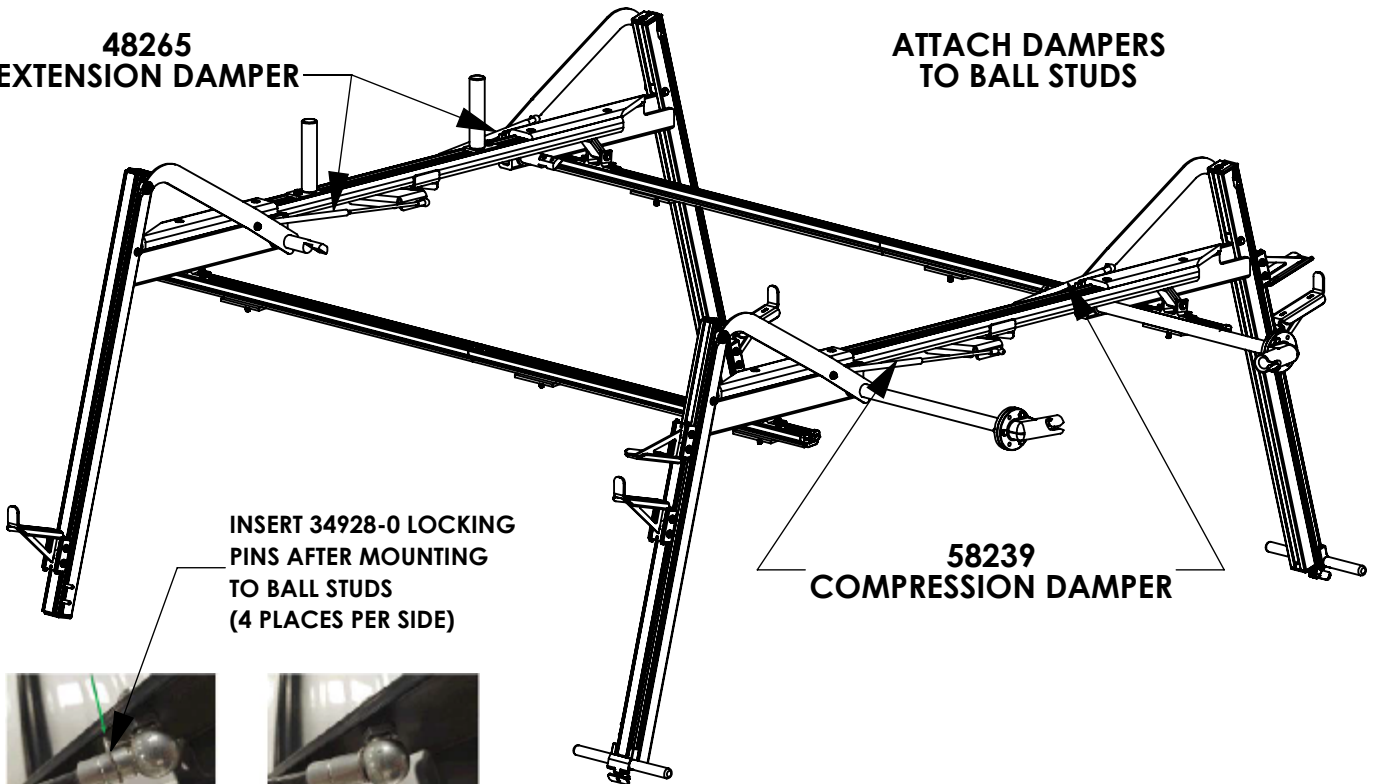 48265
EXTENSION DAMPER
ATTACH DAMPERS
TO BALL STUDS
INSERT 34928-0 LOCKING
PINS AFTER MOUNTING
TO BALL STUDS
(4 PLACES PER SIDE)
58239
COMPRESSION DAMPER